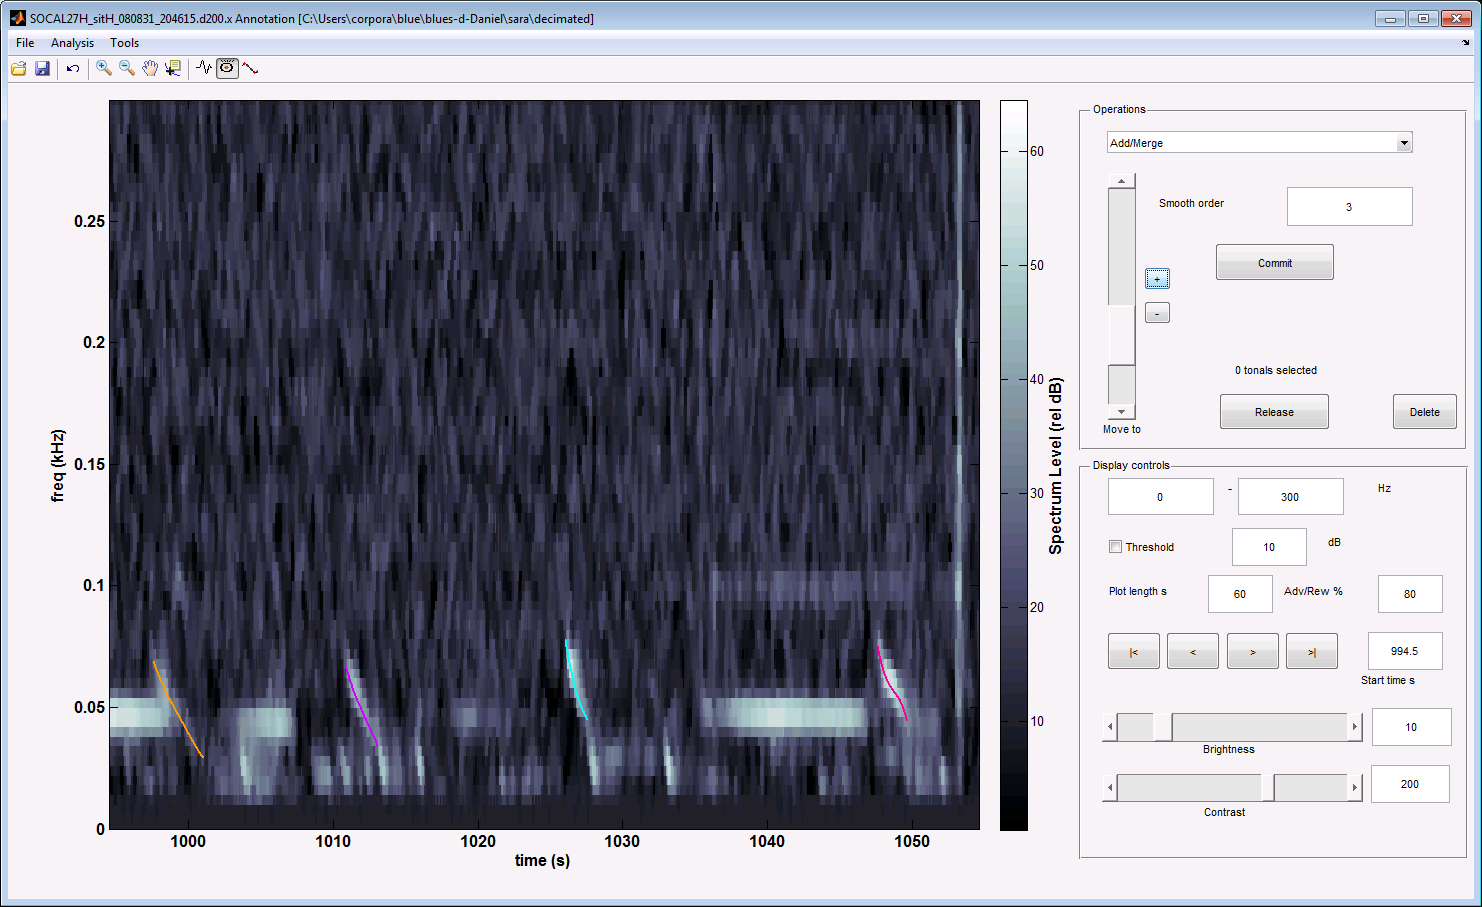 SOCAL27H_sitH_080831_204615.d200.x Annotation [C:\Users\corpora\blue\blues-d-Daniel\sara\decimated]
File Analysis Tools
Operations
Add/Merge
Smooth order 3
Commit
+
-
0 tonals selected
Release Delete
Move to
Display controls
0 - 300 Hz
Threshold 10 dB
Plot length s 60 Adv/Rew % 80
|< < > >| 994.5
Start time s
10
Brightness
200
Contrast
freq (kHz)
0.25
0.2
0.15
0.1
0.05
0
1000 1010 1020 1030 1040 1050
time (s)
60
50
40
30
20
10
Spectrum Level (rel dB)